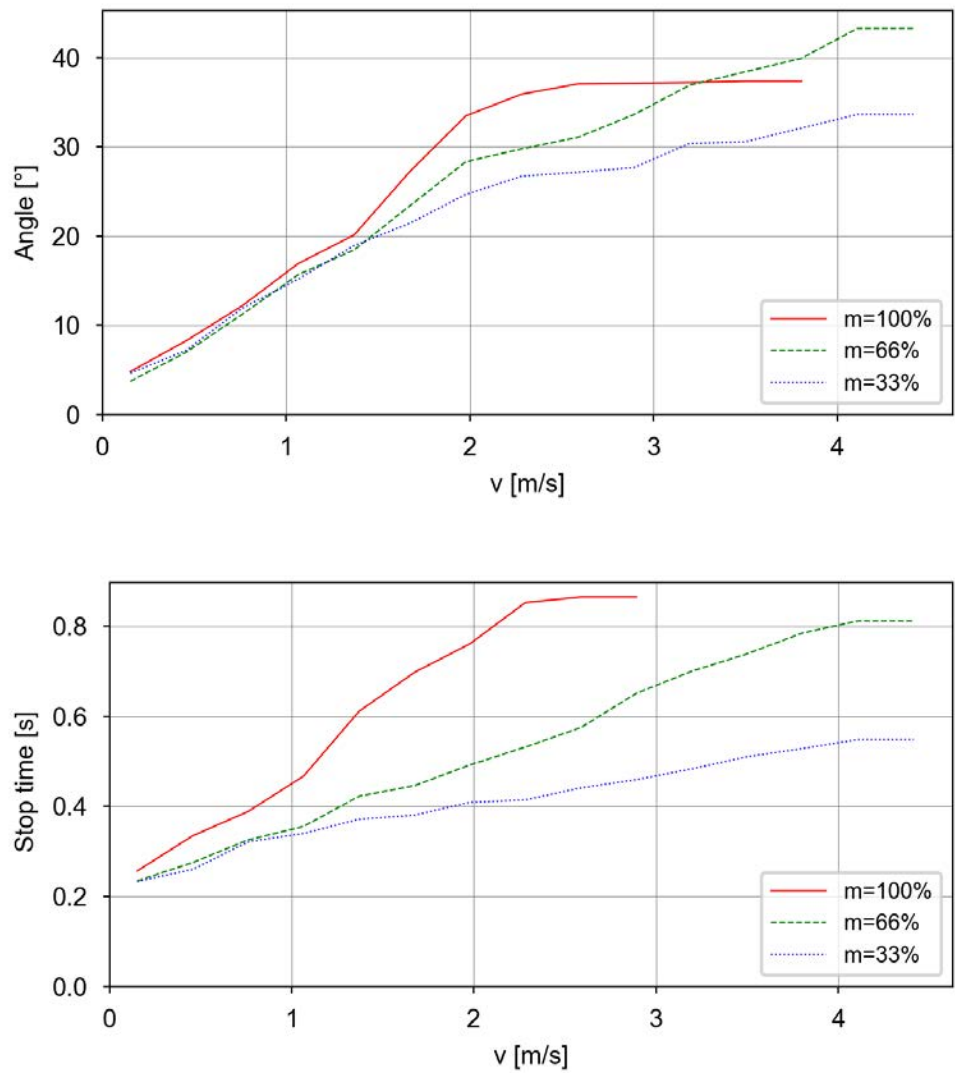 Angle [°]
40
30
20
10
0
0 1 2 3 4
v [m/s]
m=100%
m=66%
m=33%
Stop time [s]
0.8
0.6
0.4
0.2
0.0
0 1 2 3 4
v [m/s]
m=100%
m=66%
m=33%